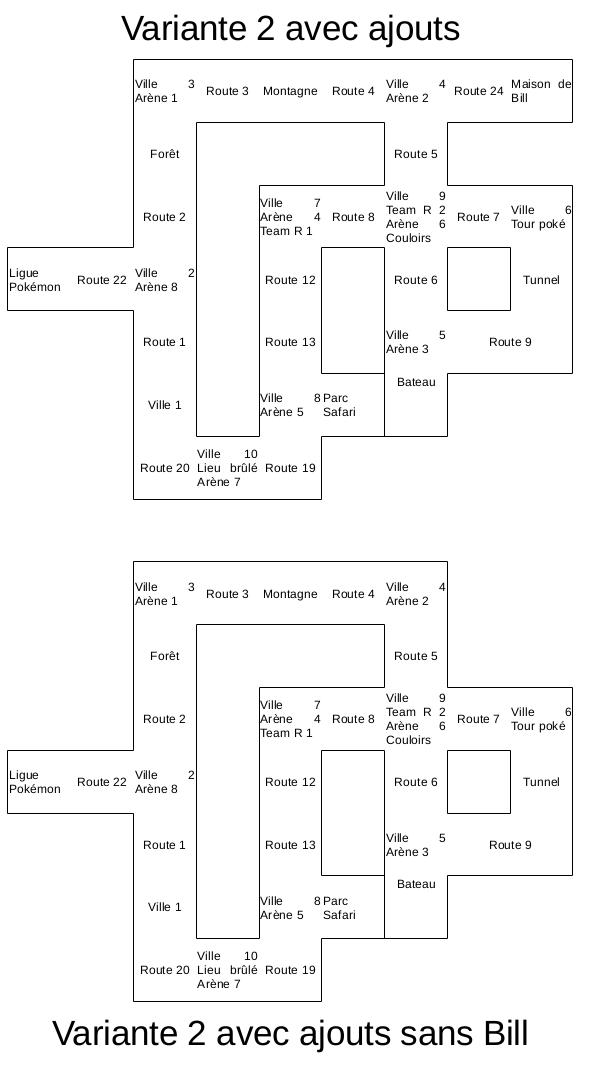 Variante 2 avec ajouts
Ville 3
Arène 1
Route 3
Montagne
Route 4
Ville 4
Arène 2
Route 24
Maison de
Bill
Forêt
Route 5
Route 2
Ville 7
Arène 4
Team R 1
Route 8
Ville 9
Team R 2
Arène 6
Couloirs
Route 7
Ville 6
Tour poké
Ligue
Pokémon
Route 22
Ville 2
Arène 8
Route 12
Route 6
Tunnel
Route 1
Route 13
Ville 5
Arène 3
Route 9
Bateau
Ville 1
Ville 8
Arène 5
Parc
Safari
Route 20
Ville 10
Lieu brûlé
Arène 7
Route 19
Ville 3
Arène 1
Route 3
Montagne
Route 4
Ville 4
Arène 2
Forêt
Route 5
Route 2
Ville 7
Arène 4
Team R 1
Route 8
Ville 9
Team R 2
Arène 6
Couloirs
Route 7
Ville 6
Tour poké
Ligue
Pokémon
Route 22
Ville 2
Arène 8
Route 12
Route 6
Tunnel
Route 1
Route 13
Ville 5
Arène 3
Route 9
Bateau
Ville 1
Ville 8
Arène 5
Parc
Safari
Route 20
Ville 10
Lieu brûlé
Arène 7
Route 19
Variante 2 avec ajouts sans Bill